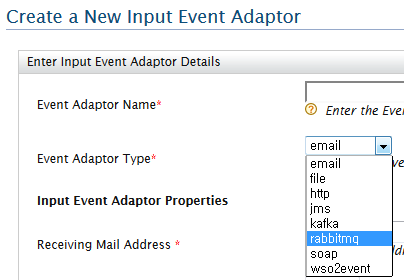 Create a New Input Event Adaptor
Enter Input Event Adaptor Details
Event Adaptor Name*
Enter the Eve
Event Adaptor Type*
email
email
file
http
jms
kafka
rabbitmq
soap
wso2event
Input Event Adaptor Properties
Receiving Mail Address *